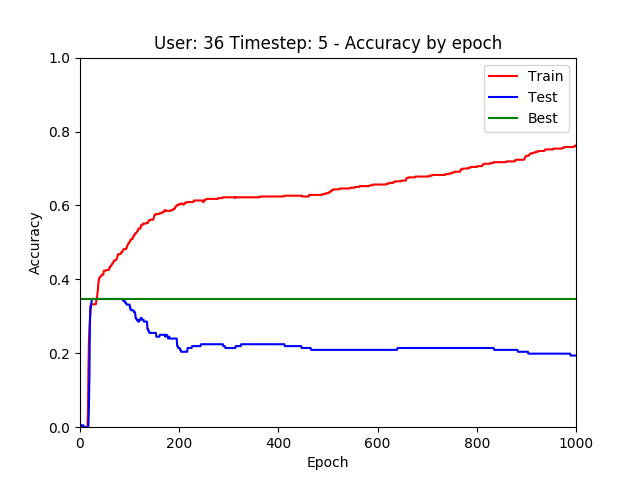 User: 36 Timestep: 5 - Accuracy by epoch
1.0
0.8
0.6
0.4
0.2
0.0
Accuracy
Train
Test
Best
0 200 400 600 800 1000
Epoch